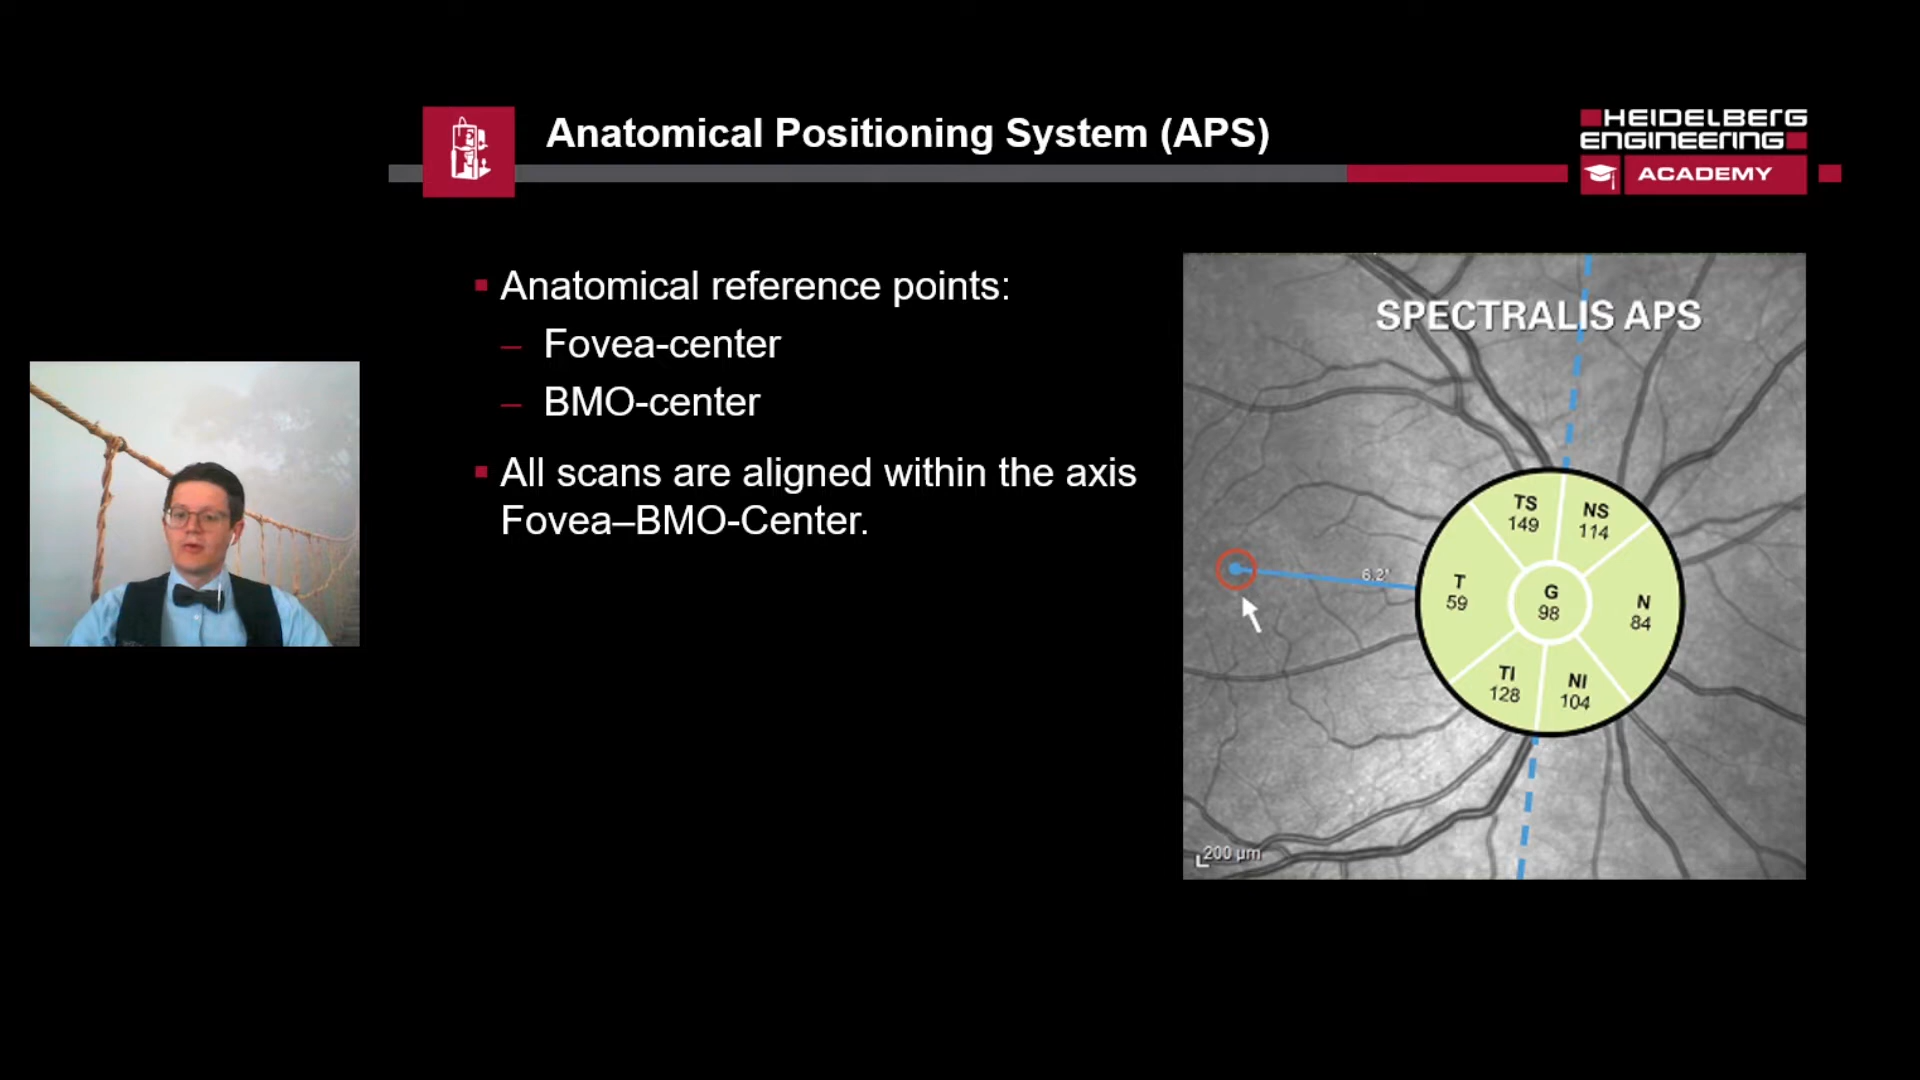 Anatomical Positioning System (APS)
HEIDELBERG
ENGINEERING
ACADEMY
Anatomical reference points:
– Fovea-center
– BMO-center
All scans are aligned within the axis
Fovea–BMO-Center.
SPECTRALIS APS
TS
149
NS
114
6.2°
T
59
G
98
N
84
TI
128
NI
104
200 µm